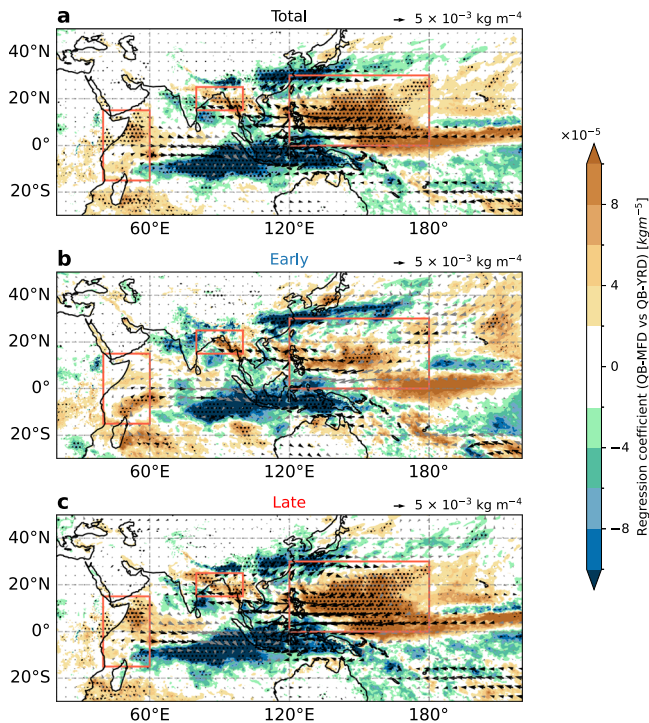 a Total 5 × 10⁻³ kg m⁻⁴
40°N
20°N
0°
20°S
60°E 120°E 180°
b Early 5 × 10⁻³ kg m⁻⁴
40°N
20°N
0°
20°S
60°E 120°E 180°
c Late 5 × 10⁻³ kg m⁻⁴
40°N
20°N
0°
20°S
60°E 120°E 180°
×10⁻⁵
8
4
0
−4
−8
Regression coefficient (QB-MFD vs QB-YRD) [kgm⁻⁵]